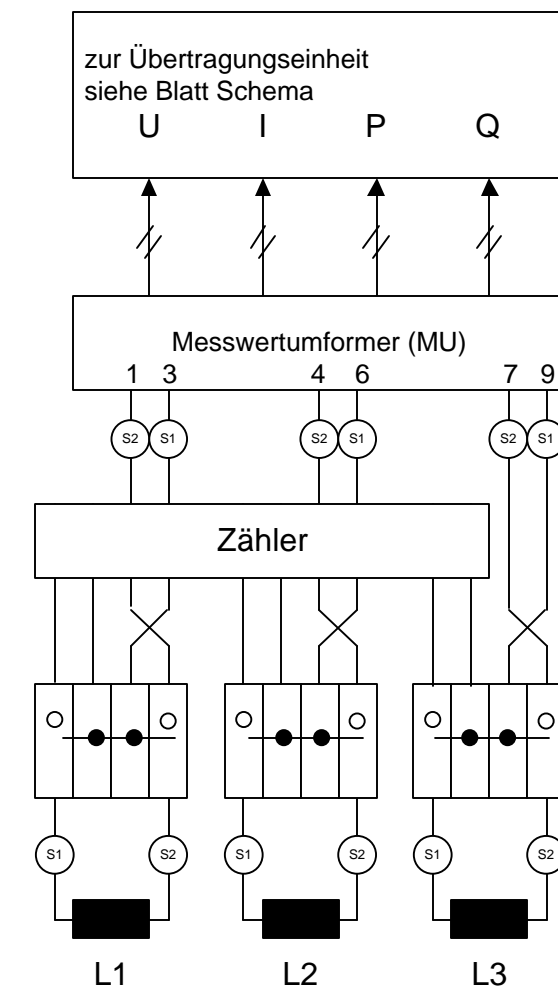 zur Übertragungseinheit
siehe Blatt Schema
U I P Q
Messwertumformer (MU)
1 3 4 6 7 9
S2 S1 S2 S1 S2 S1
Zähler
S1 S2 S1 S2 S1 S2
L1 L2 L3